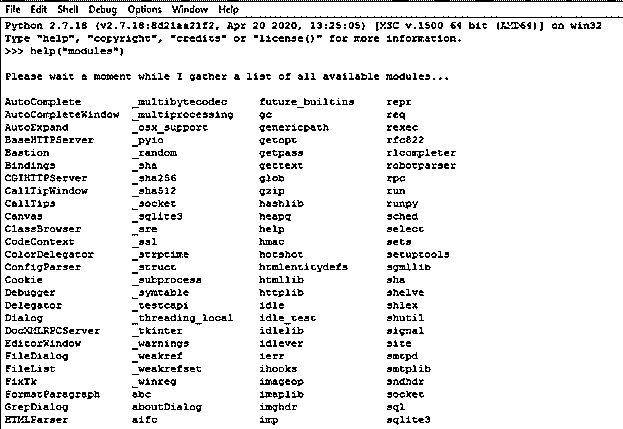 File Edit Shell Debug Options Window Help
Python 2.7.18 (v2.7.18:8d21aa21f2, Apr 20 2020, 13:25:05) [MSC v.1500 64 bit (AMD64)] on win32
Type "help", "copyright", "credits" or "license()" for more information.
>>> help("modules")
Please wait a moment while I gather a list of all available modules...
AutoComplete _multibytecodec future_builtins repr
AutoCompleteWindow _multiprocessing gc req
AutoExpand _osx_support genericpath rexec
BaseHTTPServer _pyio getopt rfc822
Bastion _random getpass rlcompleter
Bindings _sha gettext robotparser
CGIHTTPServer _sha256 glob rpc
CallTipWindow _sha512 gzip run
CallTips _socket hashlib runpy
Canvas _sqlite3 heapq sched
ClassBrowser _sre help select
CodeContext _ssl hmac sets
ColorDelegator _strptime hotshot setuptools
ConfigParser _struct htmlentitydefs sgmllib
Cookie _subprocess htmllib sha
Debugger _symtable httplib shelve
Delegator _testcapi idle shlex
Dialog _threading_local idle_test shutil
DocXMLRPCServer _tkinter idlelib signal
EditorWindow _warnings idlever site
FileDialog _weakref ierr smtpd
FileList _weakrefset ihooks smtplib
FixTk _winreg imageop sndhdr
FormatParagraph abc imaplib socket
GrepDialog aboutDialog imghdr sql
HTMLParser aifc imp sqlite3